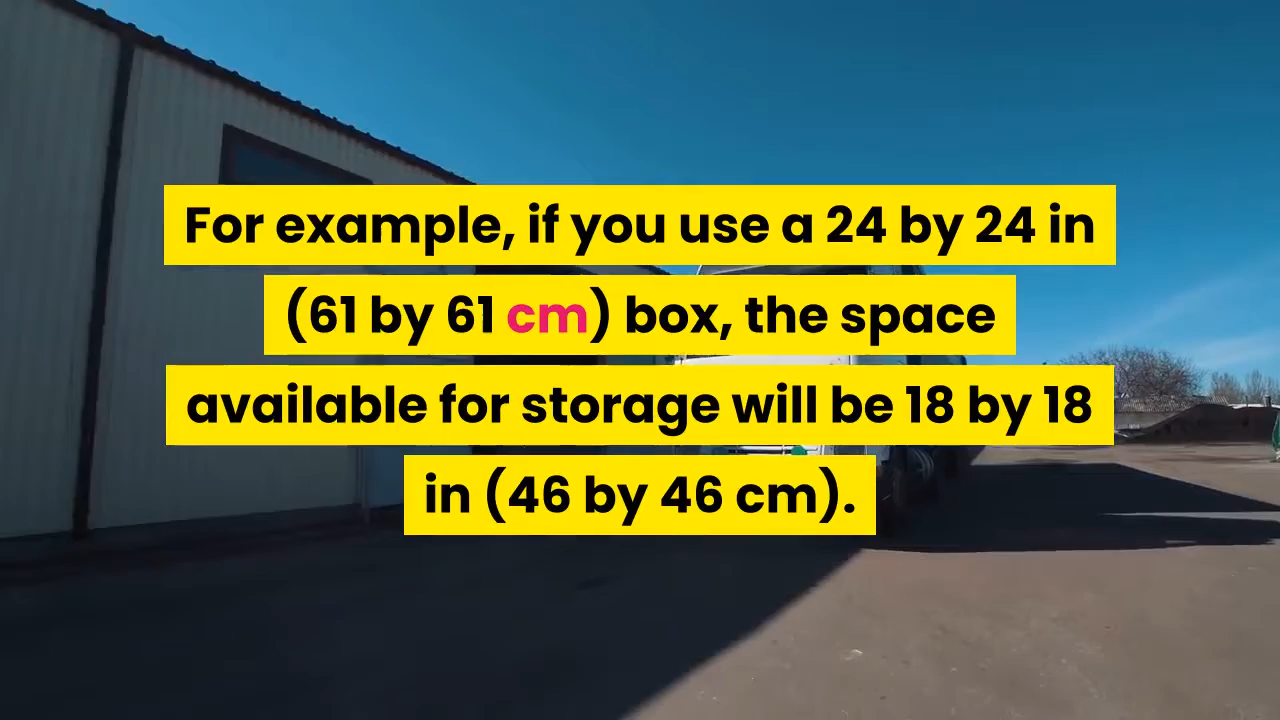 For example, if you use a 24 by 24 in
(61 by 61 cm) box, the space
available for storage will be 18 by 18
in (46 by 46 cm).